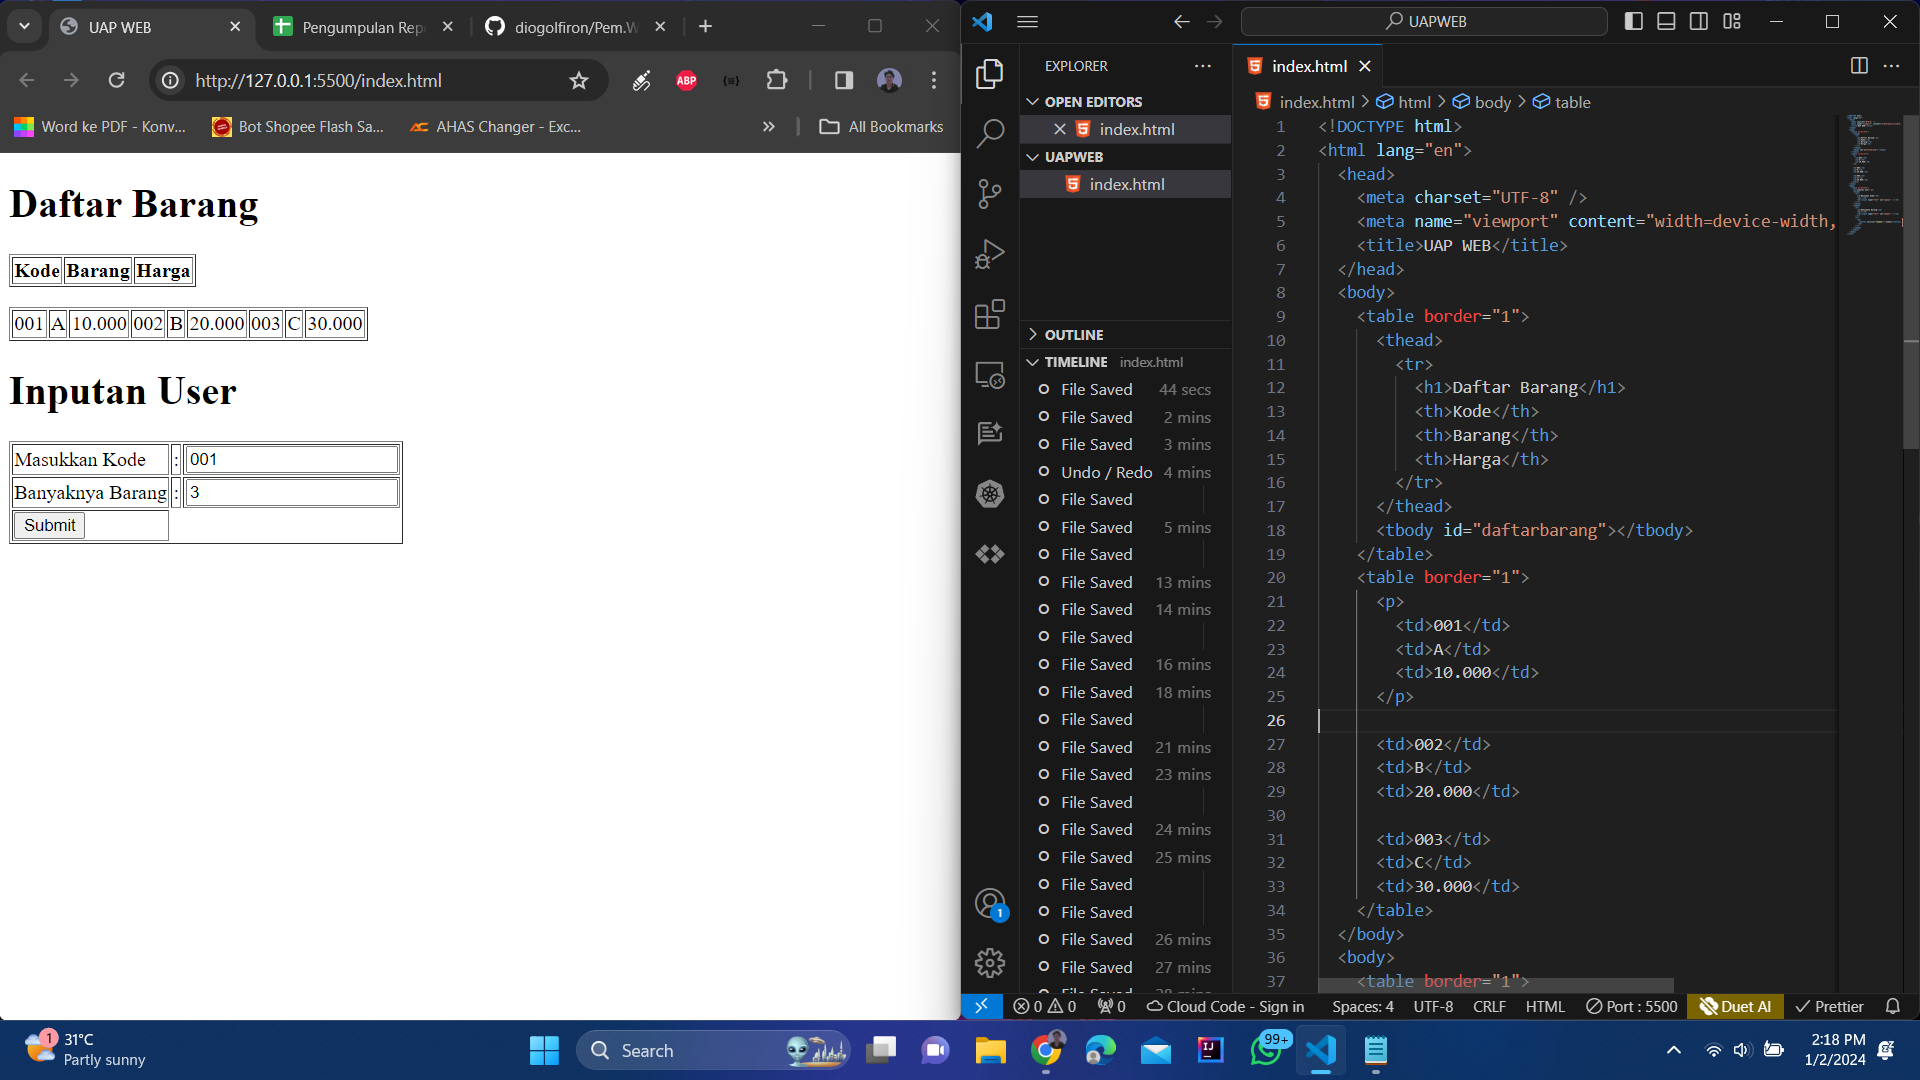 UAP WEB
Pengumpulan Rep
diogolfiron/Pem.W
http://127.0.0.1:5500/index.html
ABP
Word ke PDF - Konv...
Bot Shopee Flash Sa...
AHAS Changer - Exc...
All Bookmarks
Daftar Barang
Kode Barang Harga
001 A 10.000 002 B 20.000 003 C 30.000
Inputan User
Masukkan Kode : 001
Banyaknya Barang : 3
Submit
UAPWEB
EXPLORER
OPEN EDITORS
index.html
UAPWEB
index.html
OUTLINE
TIMELINE index.html
File Saved 44 secs
File Saved 2 mins
File Saved 3 mins
Undo / Redo 4 mins
File Saved
File Saved 5 mins
File Saved
File Saved 13 mins
File Saved 14 mins
File Saved
File Saved 16 mins
File Saved 18 mins
File Saved
File Saved 21 mins
File Saved 23 mins
File Saved
File Saved 24 mins
File Saved 25 mins
File Saved
File Saved
File Saved 26 mins
File Saved 27 mins
index.html
index.html > html > body > table
1 <!DOCTYPE html>
2 <html lang="en">
3 <head>
4 <meta charset="UTF-8" />
5 <meta name="viewport" content="width=device-width,
6 <title>UAP WEB</title>
7 </head>
8 <body>
9 <table border="1">
10 <thead>
11 <tr>
12 <h1>Daftar Barang</h1>
13 <th>Kode</th>
14 <th>Barang</th>
15 <th>Harga</th>
16 </tr>
17 </thead>
18 <tbody id="daftarbarang"></tbody>
19 </table>
20 <table border="1">
21 <p>
22 <td>001</td>
23 <td>A</td>
24 <td>10.000</td>
25 </p>
26
27 <td>002</td>
28 <td>B</td>
29 <td>20.000</td>
30
31 <td>003</td>
32 <td>C</td>
33 <td>30.000</td>
34 </table>
35 </body>
36 <body>
37 <table border="1">
0 0 0 Cloud Code - Sign in Spaces: 4 UTF-8 CRLF HTML Port : 5500 Duet AI Prettier
1
1
31°C
Partly sunny
Search
99+
2:18 PM
1/2/2024